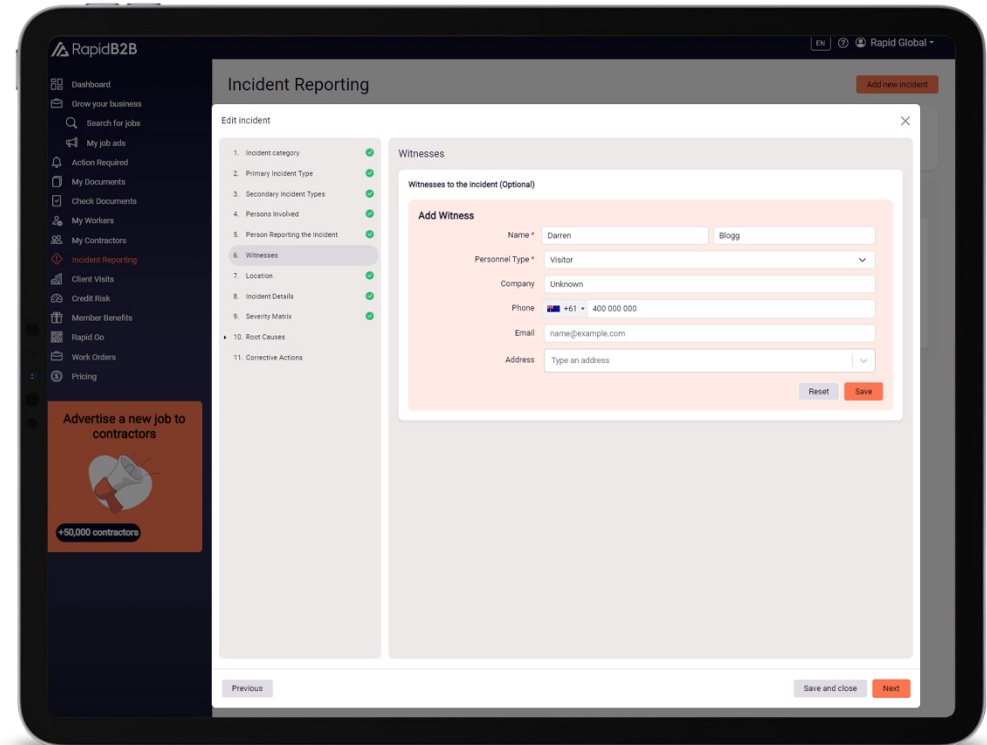 RapidB2B
EN
Rapid Global
Dashboard
Grow your business
Search for jobs
My job ads
Action Required
My Documents
Check Documents
My Workers
My Contractors
Incident Reporting
Client Visits
Credit Risk
Member Benefits
Rapid Go
Work Orders
Pricing
Advertise a new job to
contractors
+50,000 contractors
Incident Reporting
Add new incident
Edit incident
1. Incident category
2. Primary Incident Type
3. Secondary Incident Types
4. Persons Involved
5. Person Reporting the Incident
6. Witnesses
7. Location
8. Incident Details
9. Severity Matrix
10. Root Causes
11. Corrective Actions
Witnesses
Witnesses to the incident (Optional)
Add Witness
Name * Darren Blogg
Personnel Type * Visitor
Company Unknown
Phone +61 400 000 000
Email name@example.com
Address Type an address
Reset Save
Previous Save and close Next